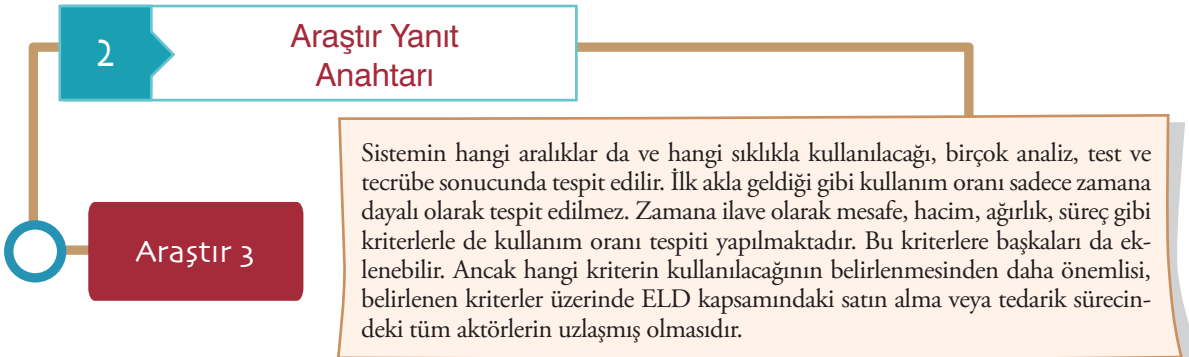 2
Araştır Yanıt
Anahtarı
Araştır 3
Sistemin hangi aralıklar da ve hangi sıklıkla kullanılacağı, birçok analiz, test ve
tecrübe sonucunda tespit edilir. İlk akla geldiği gibi kullanım oranı sadece zamana
dayalı olarak tespit edilmez. Zamana ilave olarak mesafe, hacim, ağırlık, süreç gibi
kriterlerle de kullanım oranı tespiti yapılmaktadır. Bu kriterlere başkaları da ek-
lenebilir. Ancak hangi kriterin kullanılacağının belirlenmesinden daha önemlisi,
belirlenen kriterler üzerinde ELD kapsamındaki satın alma veya tedarik sürecin-
deki tüm aktörlerin uzlaşmış olmasıdır.